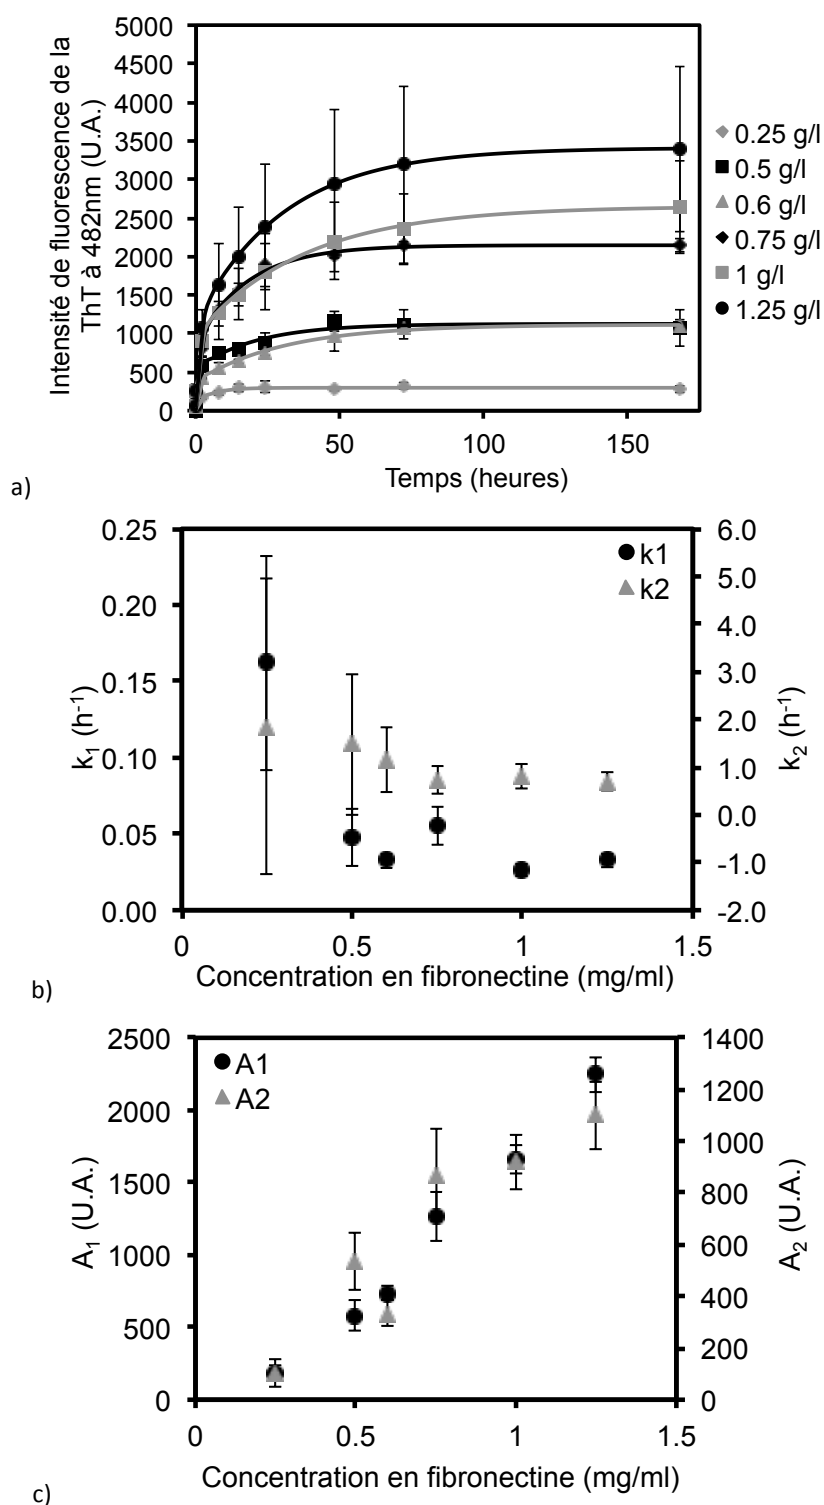 5000
4500
4000
3500
3000
2500
2000
1500
1000
500
0
Intensité de fluorescence de la
ThT à 482nm (U.A.)
0 50 100 150
Temps (heures)
0.25 g/l
0.5 g/l
0.6 g/l
0.75 g/l
1 g/l
1.25 g/l
a)
0.25
0.20
0.15
0.10
0.05
0.00
k1 (h-1)
k1
k2
6.0
5.0
4.0
3.0
2.0
1.0
0.0
-1.0
-2.0
k2 (h-1)
0 0.5 1 1.5
Concentration en fibronectine (mg/ml)
b)
2500
2000
1500
1000
500
0
A1 (U.A.)
A1
A2
1400
1200
1000
800
600
400
200
0
A2 (U.A.)
0 0.5 1 1.5
Concentration en fibronectine (mg/ml)
c)